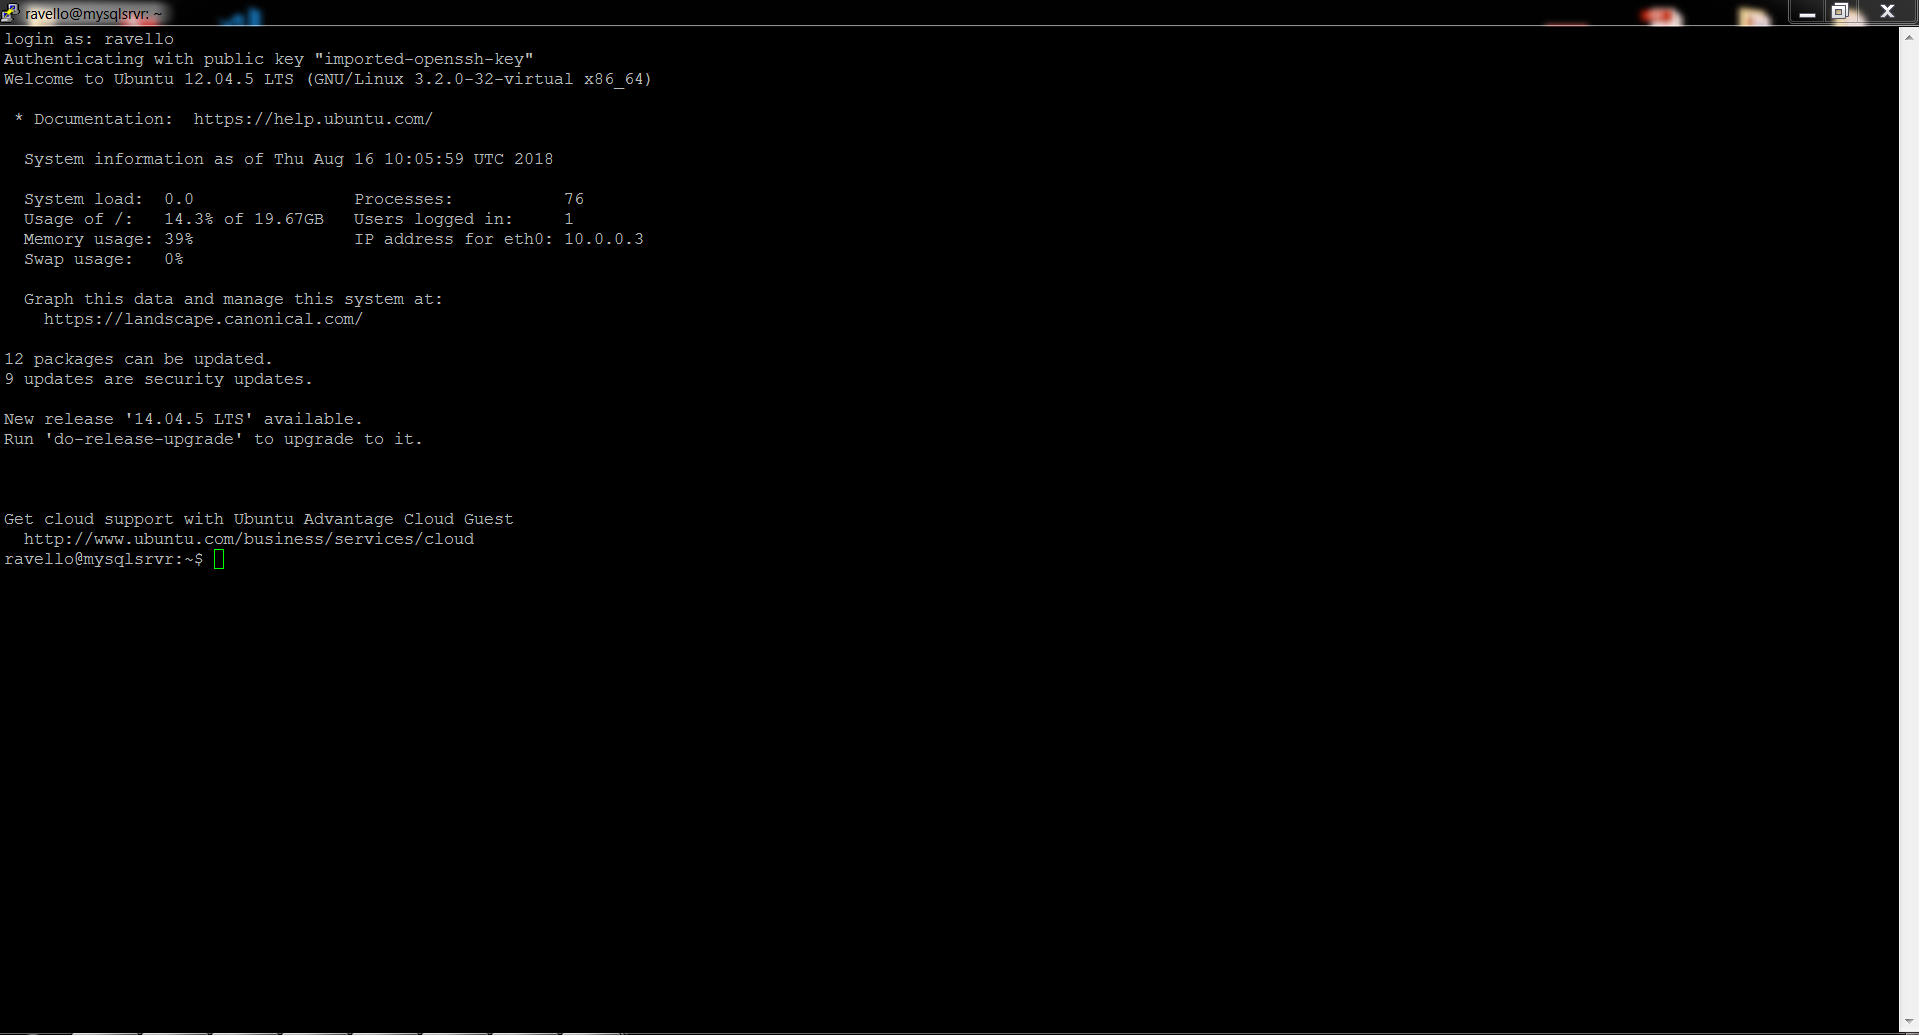 ravello@mysqlsrvr: ~
login as: ravello
Authenticating with public key "imported-openssh-key"
Welcome to Ubuntu 12.04.5 LTS (GNU/Linux 3.2.0-32-virtual x86_64)
* Documentation:  https://help.ubuntu.com/
System information as of Thu Aug 16 10:05:59 UTC 2018
System load:  0.0                Processes:           76
Usage of /:   14.3% of 19.67GB   Users logged in:     1
Memory usage: 39%                IP address for eth0: 10.0.0.3
Swap usage:   0%
Graph this data and manage this system at:
https://landscape.canonical.com/
12 packages can be updated.
9 updates are security updates.
New release '14.04.5 LTS' available.
Run 'do-release-upgrade' to upgrade to it.
Get cloud support with Ubuntu Advantage Cloud Guest
http://www.ubuntu.com/business/services/cloud
ravello@mysqlsrvr:~$